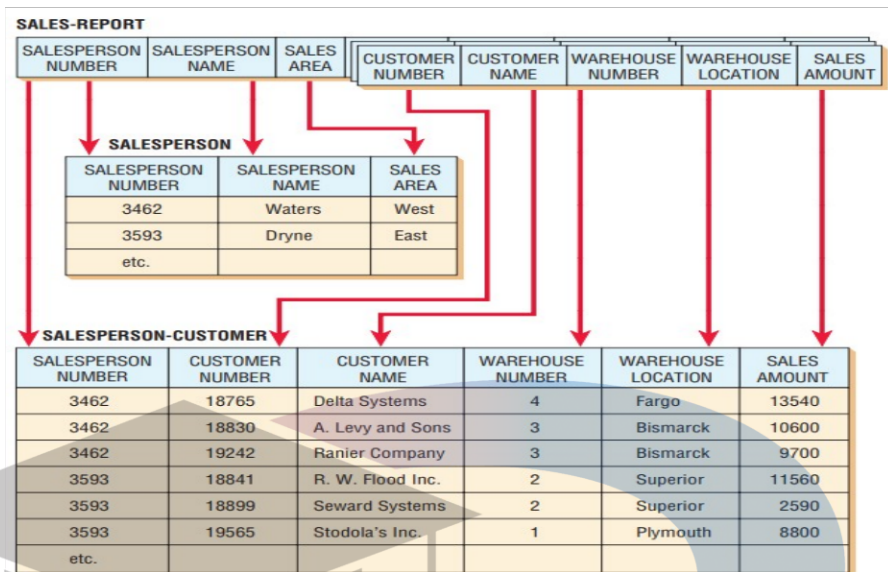 SALES-REPORT
SALESPERSON NUMBER SALESPERSON NAME SALES AREA CUSTOMER NUMBER CUSTOMER NAME WAREHOUSE NUMBER WAREHOUSE LOCATION SALES AMOUNT
SALESPERSON
SALESPERSON NUMBER SALESPERSON NAME SALES AREA
3462 Waters West
3593 Dryne East
etc.
SALESPERSON-CUSTOMER
SALESPERSON NUMBER CUSTOMER NUMBER CUSTOMER NAME WAREHOUSE NUMBER WAREHOUSE LOCATION SALES AMOUNT
3462 18765 Delta Systems 4 Fargo 13540
3462 18830 A. Levy and Sons 3 Bismarck 10600
3462 19242 Ranier Company 3 Bismarck 9700
3593 18841 R. W. Flood Inc. 2 Superior 11560
3593 18899 Seward Systems 2 Superior 2590
3593 19565 Stodola's Inc. 1 Plymouth 8800
etc.